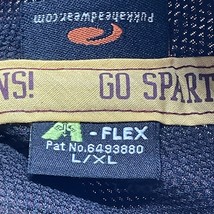 Pukkaheadwear.com
NS! GO SPART
A-FLEX
Pat No.6493880
L/XL